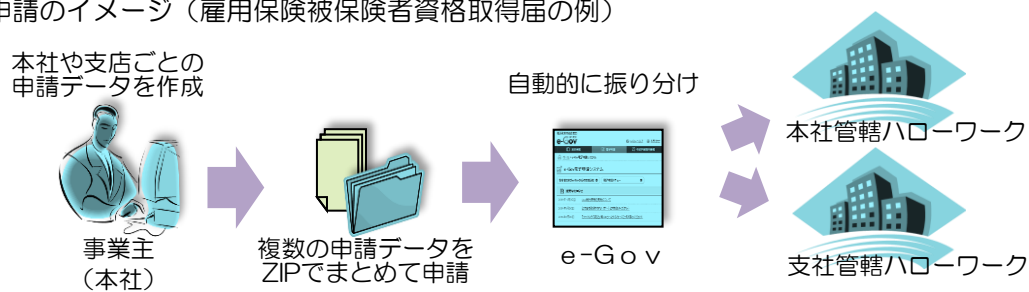 申請のイメージ（雇用保険被保険者資格取得届の例）
本社や支店ごとの
申請データを作成
事業主
（本社）
複数の申請データを
ZIPでまとめて申請
自動的に振り分け
e-Gov
ｅ-Ｇｏｖ
本社管轄ハローワーク
支社管轄ハローワーク